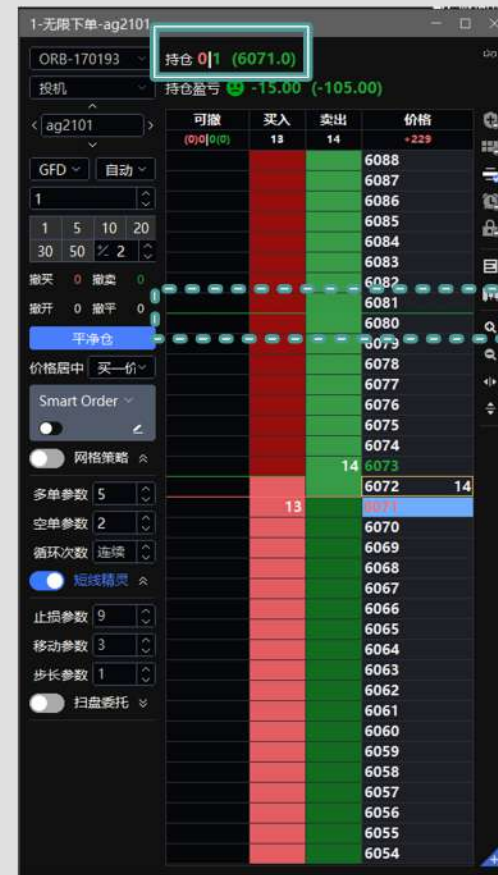 1-无限下单-ag2101
ORB-170193
持仓 0|1 (6071.0)
投机
持仓盈亏 -15.00 (-105.00)
ag2101
可撤 买入 卖出 价格
(0)0|0(0) 13 14 +229
GFD 自动
1
1 5 10 20
30 50 ⅟ 2
撤买 0 撤卖 0
撤开 0 撤平 0
平净仓
价格居中 买一价
Smart Order
网格策略
多单参数 5
空单参数 2
循环次数 连续
短线精灵
止损参数 9
移动参数 3
步长参数 1
扫盘委托
6088
6087
6086
6085
6084
6083
6082
6081
6080
6079
6078
6077
6076
6075
6074
14 6073
6072 14
13 6071
6070
6069
6068
6067
6066
6065
6064
6063
6062
6061
6060
6059
6058
6057
6056
6055
6054